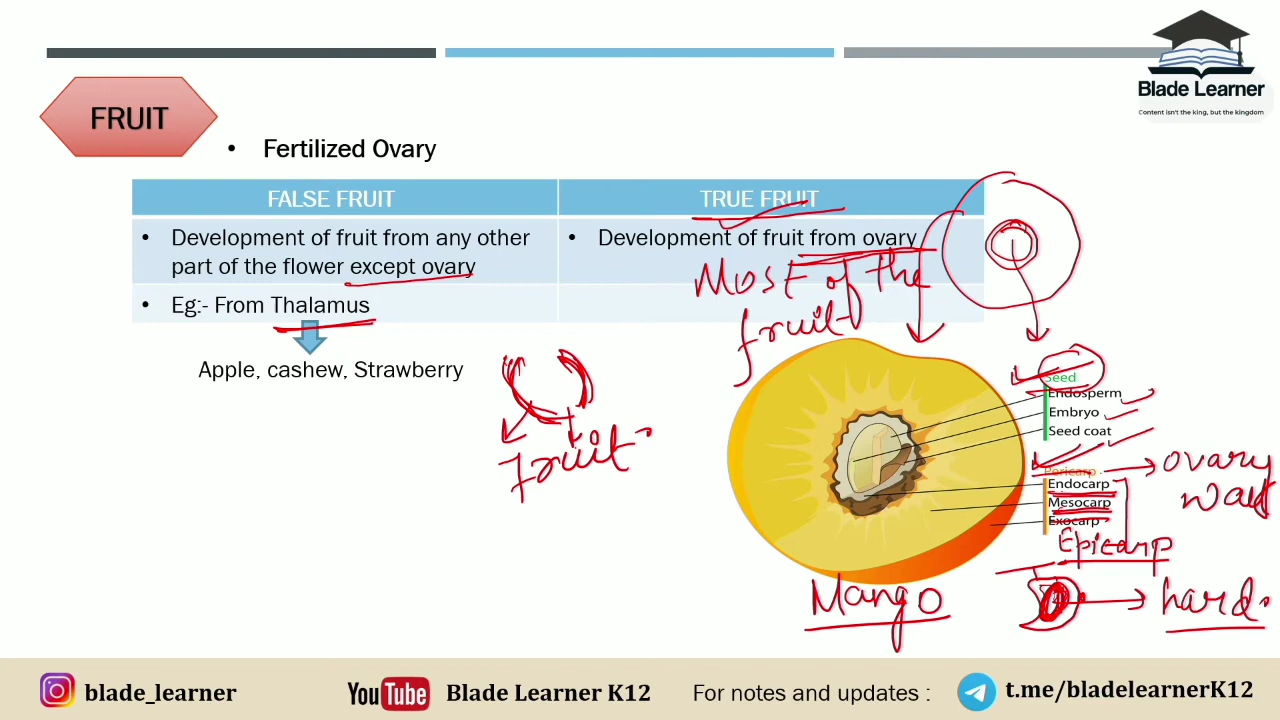 Blade Learner
Content isn't the king, but the kingdom
FRUIT
• Fertilized Ovary
FALSE FRUIT
TRUE FRUIT
• Development of fruit from any other
part of the flower except ovary
• Development of fruit from ovary
Most of the
fruit
• Eg:- From Thalamus
Apple, cashew, Strawberry
fruit
Seed
Endosperm
Embryo
Seed coat
Pericarp
ovary
wall
Endocarp
Mesocarp
Exocarp
Epicarp
Mango
hard
blade_learner
YouTube
Blade Learner K12
For notes and updates :
t.me/bladelearnerK12